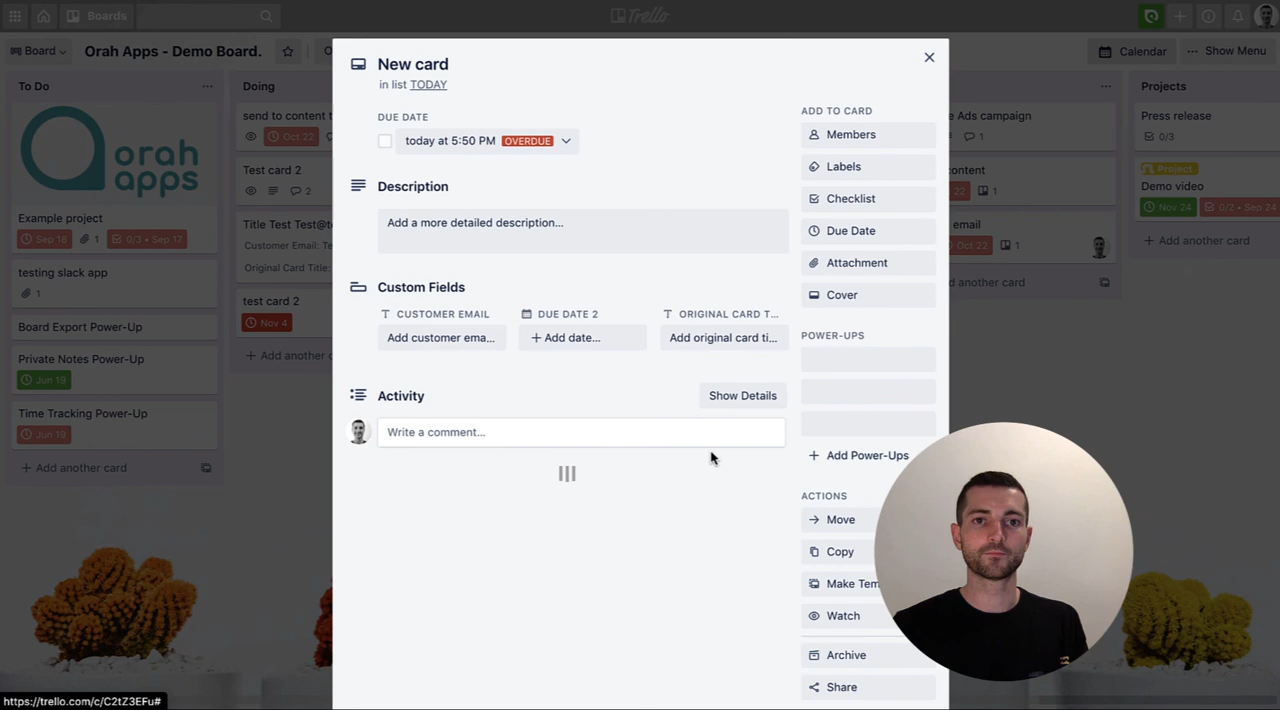 Boards
Trello
Board
Orah Apps - Demo Board.
Calendar
Show Menu
To Do
orah
apps
Example project
Sep 18
1
0/3 • Sep 17
testing slack app
1
Board Export Power-Up
Private Notes Power-Up
Jun 19
Time Tracking Power-Up
Jun 19
Add another card
Doing
send to content t
Oct 22
Test card 2
2
Title Test Test@t
Customer Email: Te
Original Card Title:
test card 2
Nov 4
Add another ca
New card
in list TODAY
DUE DATE
today at 5:50 PM OVERDUE
Description
Add a more detailed description...
Custom Fields
CUSTOMER EMAIL
DUE DATE 2
ORIGINAL CARD T...
Add customer ema...
Add date...
Add original card ti...
Activity
Show Details
Write a comment...
ADD TO CARD
Members
Labels
Checklist
Due Date
Attachment
Cover
POWER-UPS
Add Power-Ups
ACTIONS
Move
Copy
Make Tem
Watch
Archive
Share
Ads campaign
1
ontent
22
1
email
Oct 22
1
d another card
Projects
Press release
0/3
Project
Demo video
Nov 24
0/2 • Sep 24
Add another card
https://trello.com/c/C2tZ3EFu#